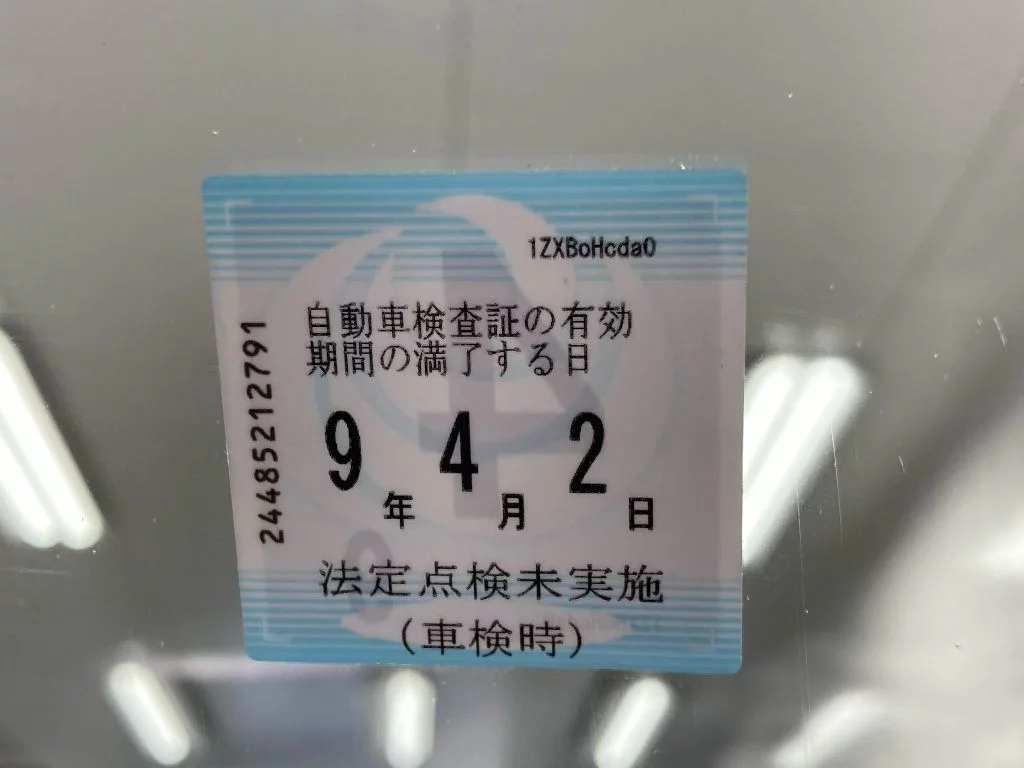 1ZXBoHcda0
自動車検査証の有効
期間の満了する日
9年 4月 2日
法定点検未実施
(車検時)
24485212791